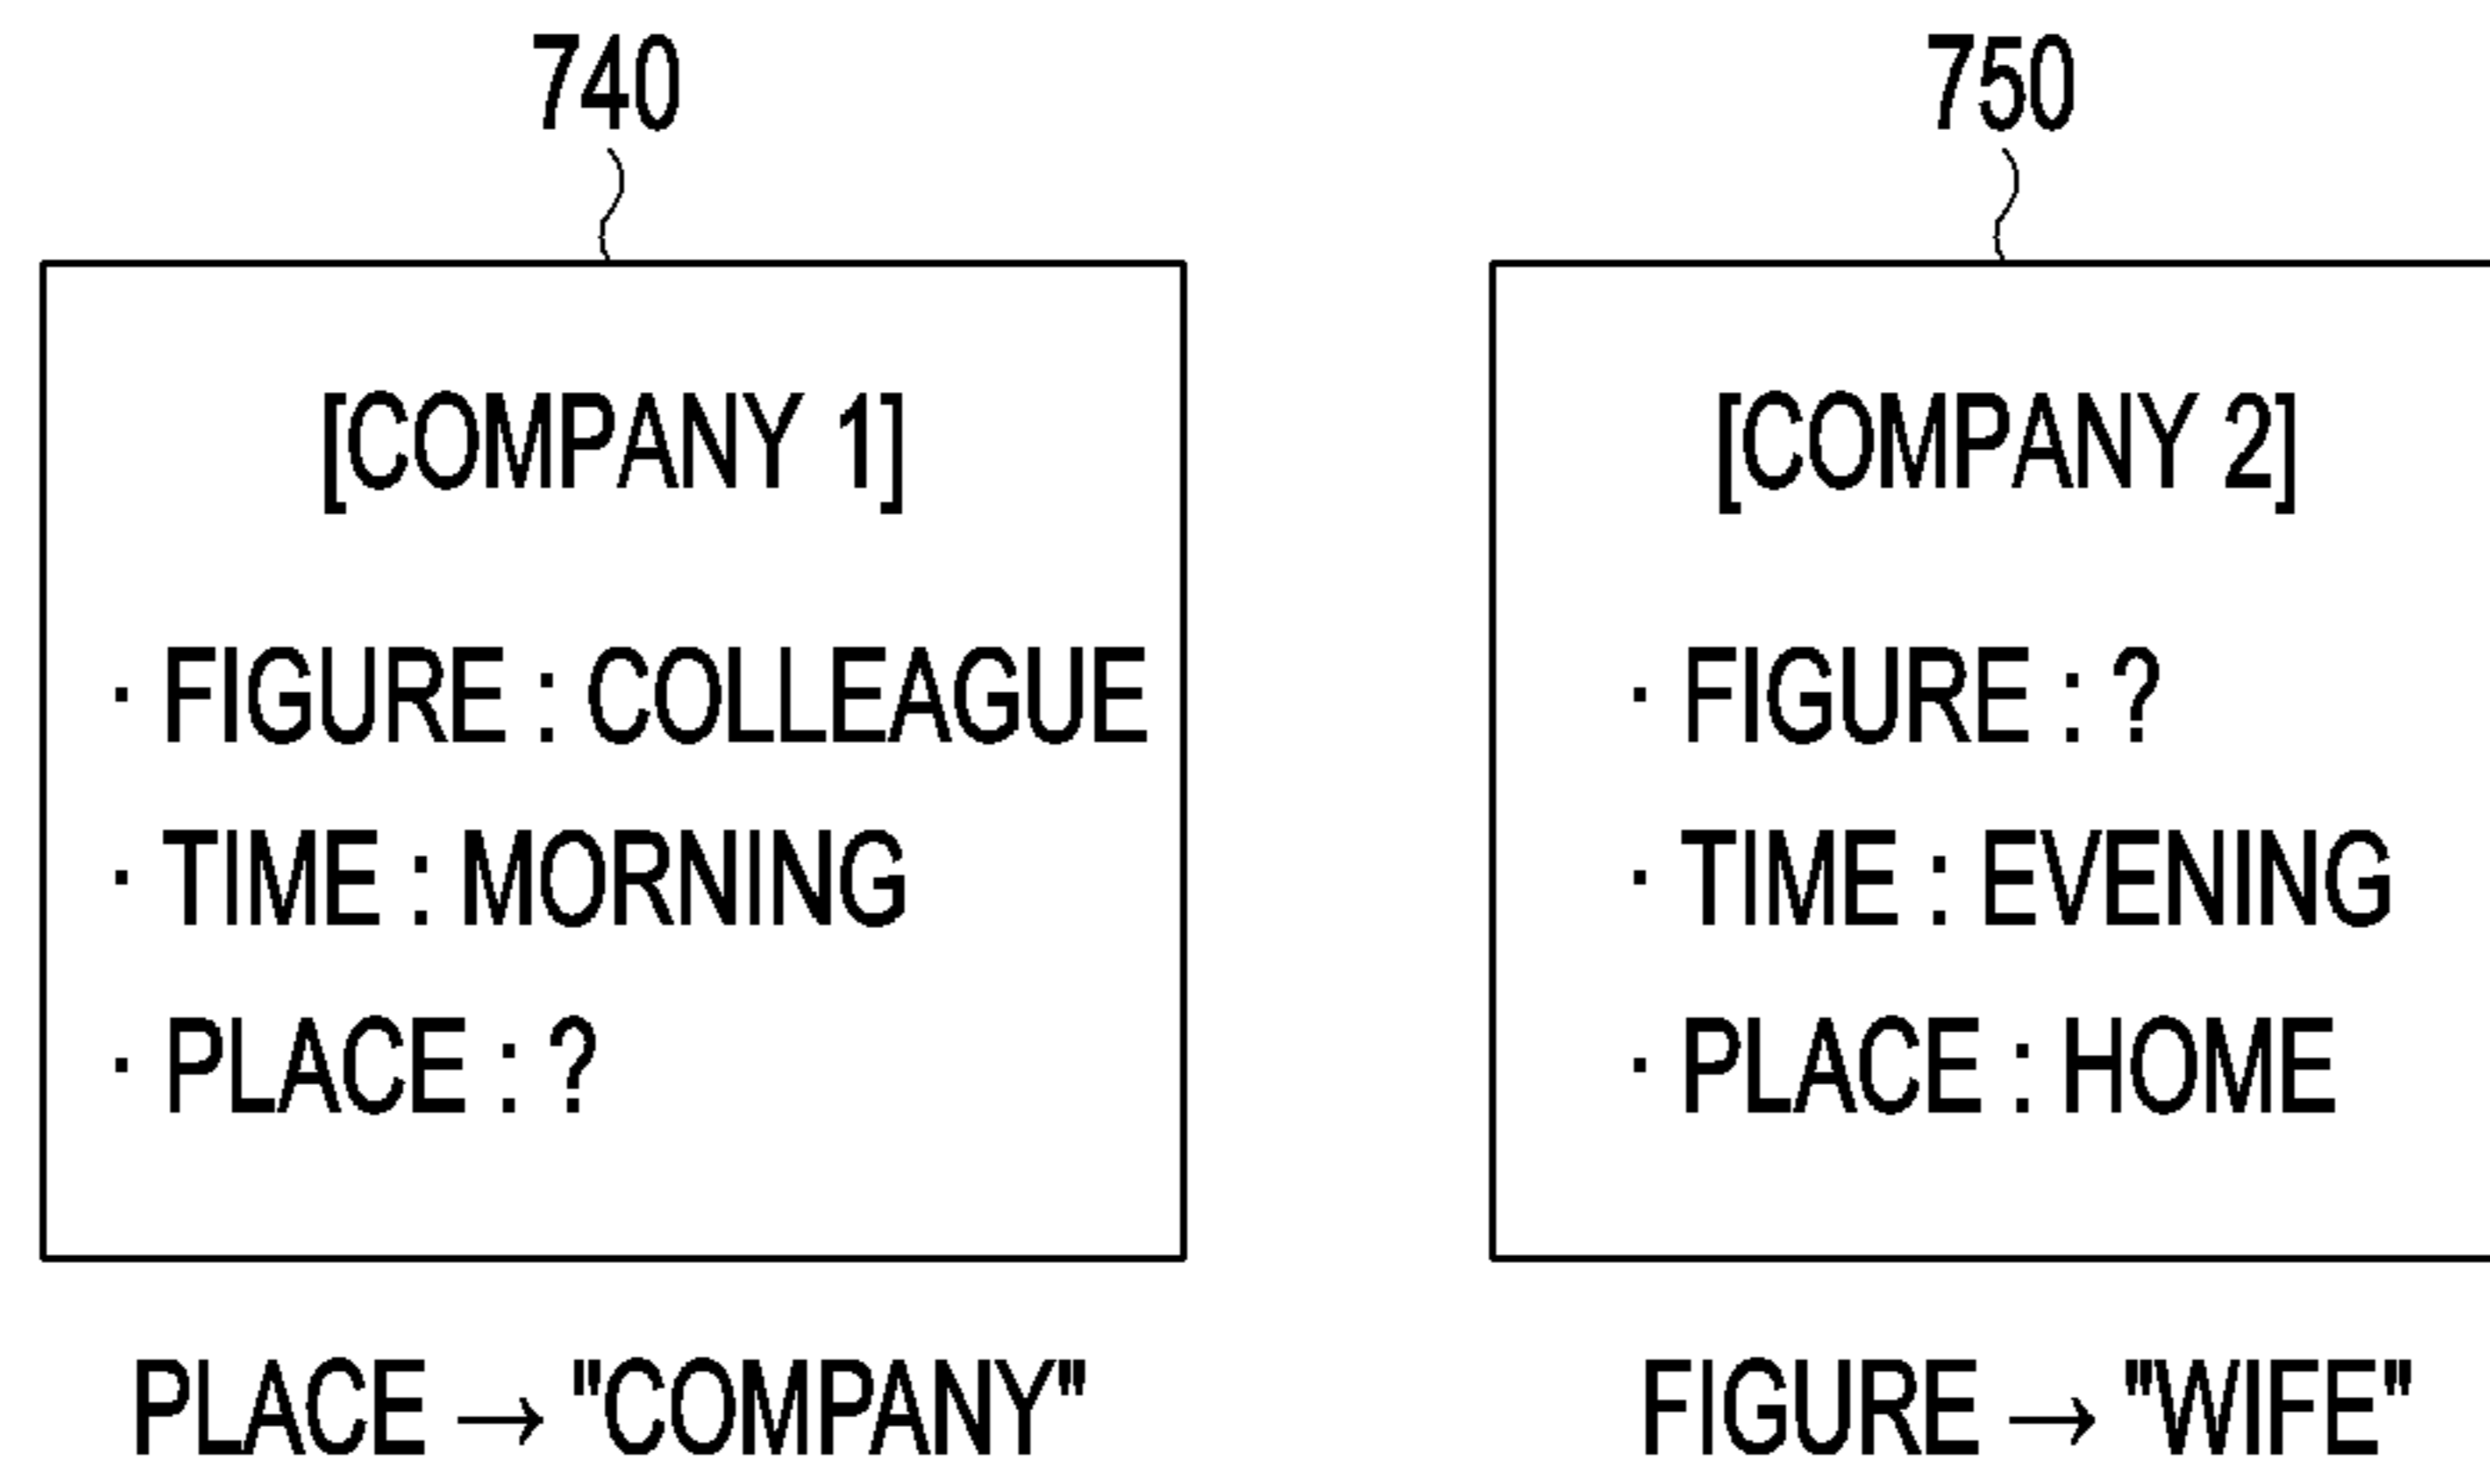 740
[COMPANY 1]
· FIGURE : COLLEAGUE
· TIME : MORNING
· PLACE : ?
PLACE → "COMPANY"
750
[COMPANY 2]
· FIGURE : ?
· TIME : EVENING
· PLACE : HOME
FIGURE → "WIFE"